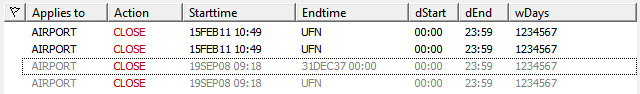 Applies to Action Starttime Endtime dStart dEnd wDays
AIRPORT CLOSE 15FEB11 10:49 UFN 00:00 23:59 1234567
AIRPORT CLOSE 15FEB11 10:49 UFN 00:00 23:59 1234567
AIRPORT CLOSE 19SEP08 09:18 31DEC37 00:00 00:00 23:59 1234567
AIRPORT CLOSE 19SEP08 09:18 UFN 00:00 23:59 1234567